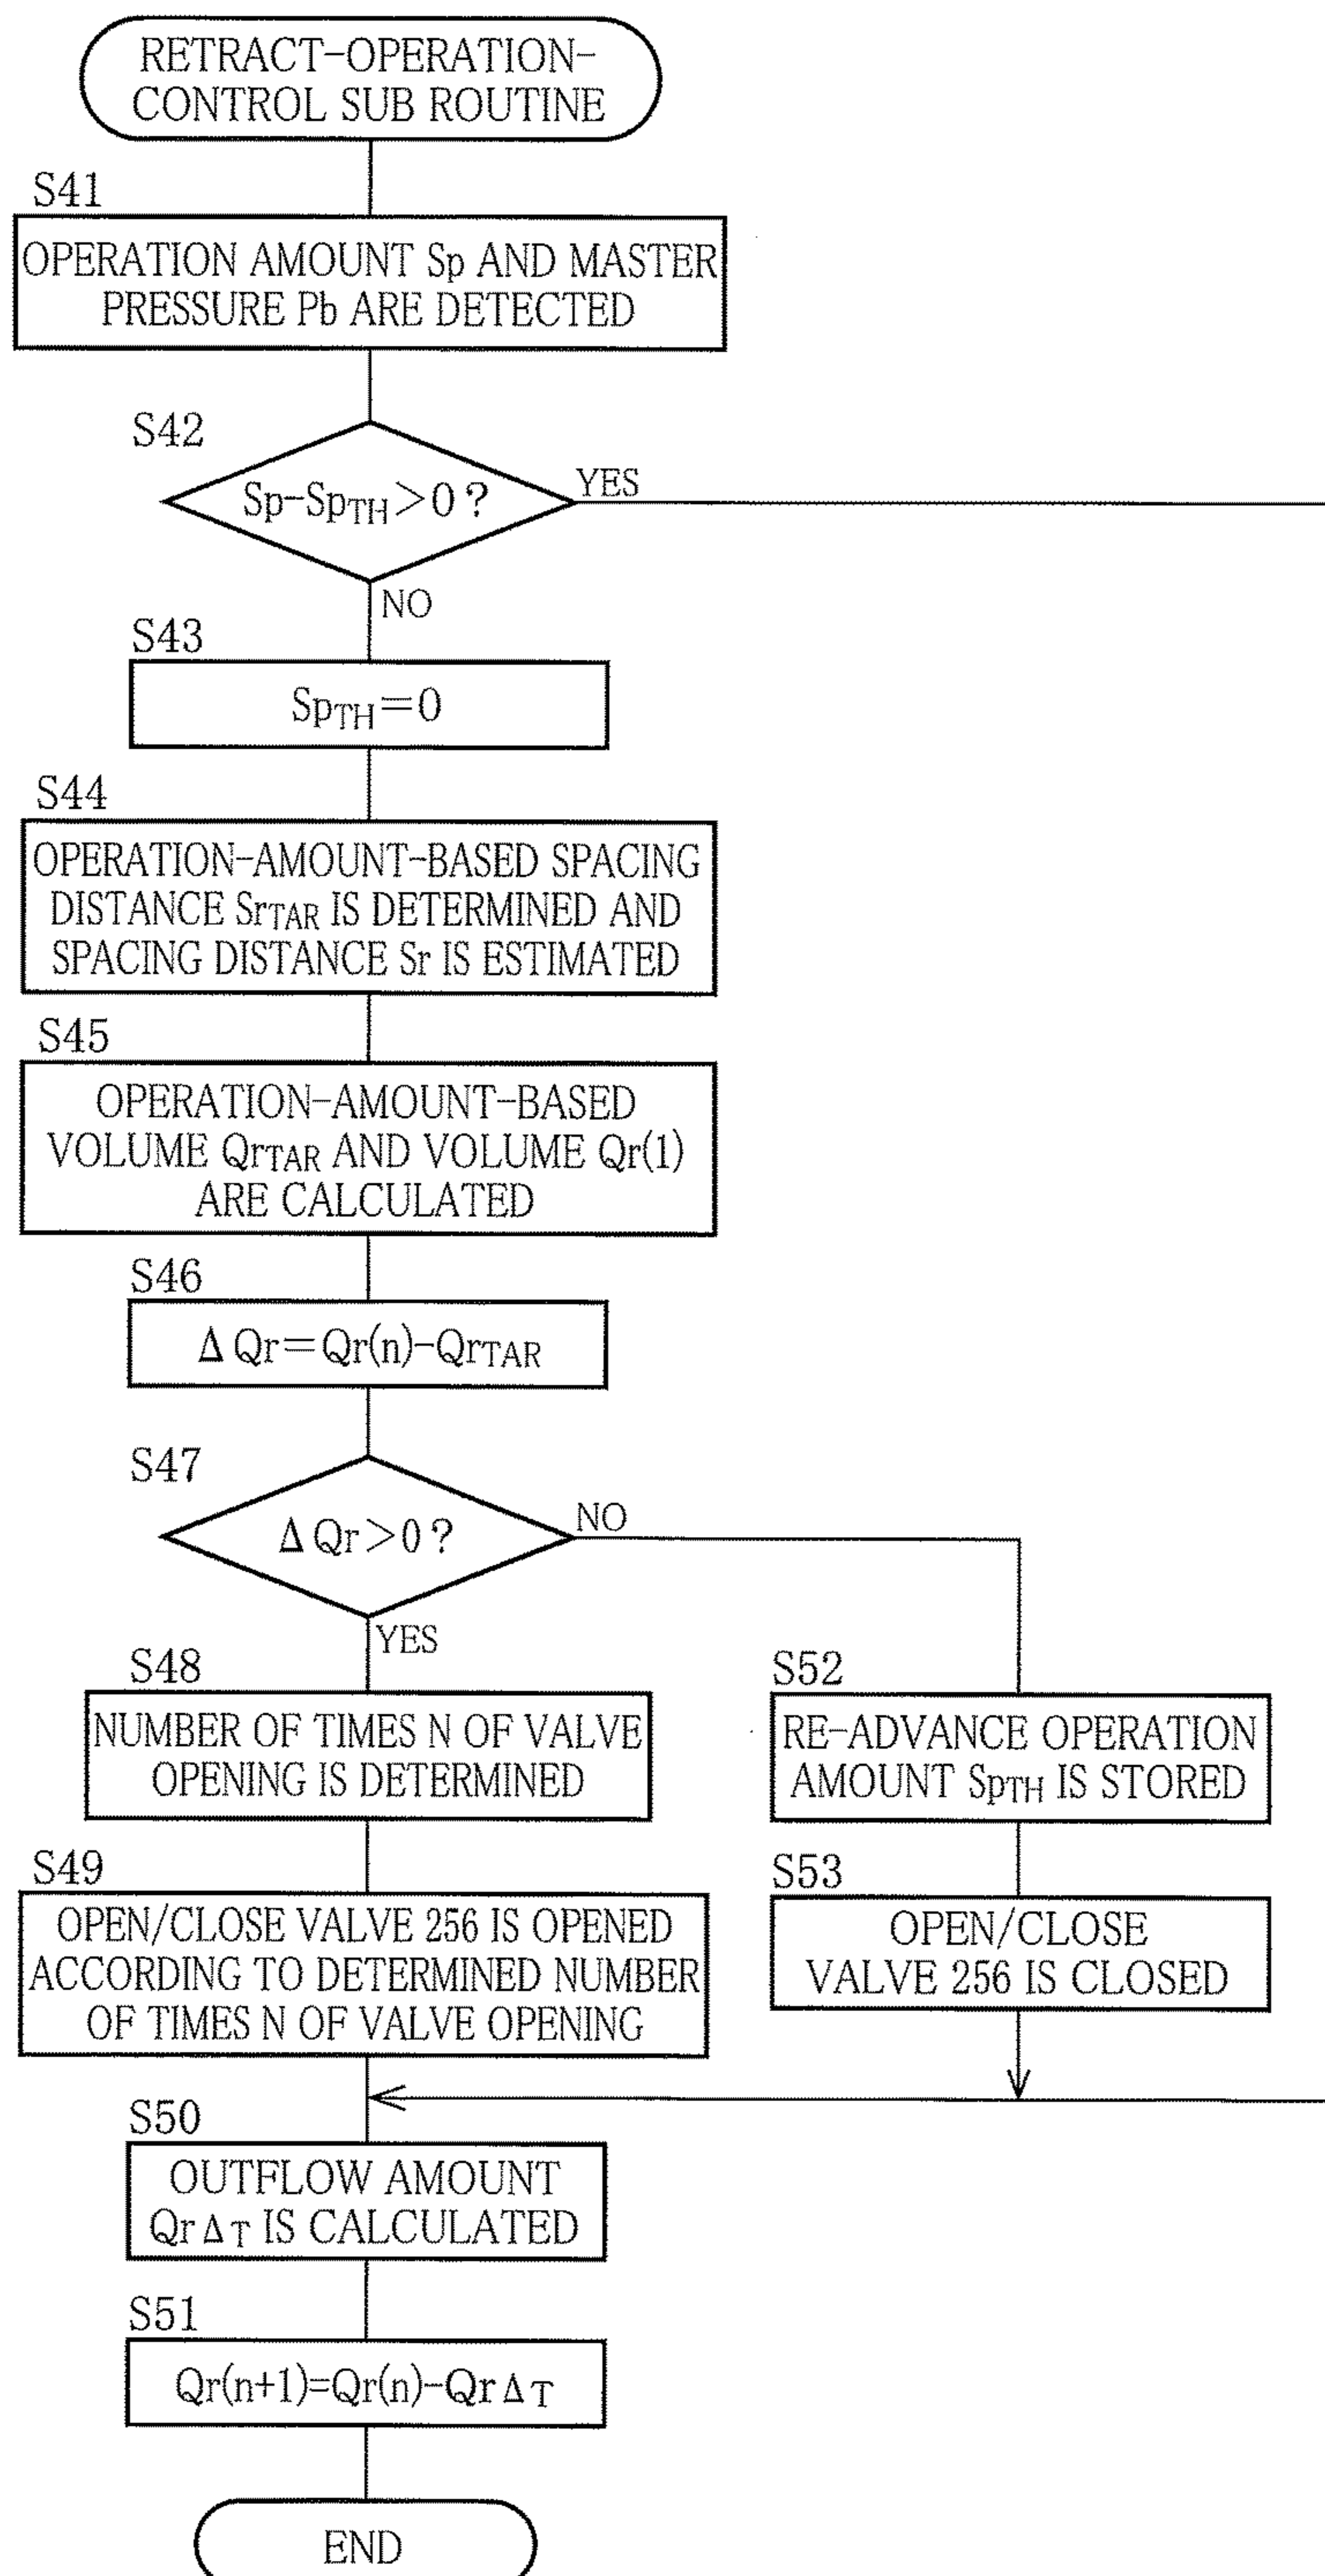 RETRACT-OPERATION-
CONTROL SUB ROUTINE
S41
OPERATION AMOUNT Sp AND MASTER
PRESSURE Pb ARE DETECTED
S42
Sp-SpTH>0?
YES
NO
S43
SpTH=0
S44
OPERATION-AMOUNT-BASED SPACING
DISTANCE SrTAR IS DETERMINED AND
SPACING DISTANCE Sr IS ESTIMATED
S45
OPERATION-AMOUNT-BASED
VOLUME QrTAR AND VOLUME Qr(1)
ARE CALCULATED
S46
ΔQr=Qr(n)-QrTAR
S47
ΔQr>0?
NO
YES
S48
NUMBER OF TIMES N OF VALVE
OPENING IS DETERMINED
S49
OPEN/CLOSE VALVE 256 IS OPENED
ACCORDING TO DETERMINED NUMBER
OF TIMES N OF VALVE OPENING
S52
RE-ADVANCE OPERATION
AMOUNT SpTH IS STORED
S53
OPEN/CLOSE
VALVE 256 IS CLOSED
S50
OUTFLOW AMOUNT
QrΔT IS CALCULATED
S51
Qr(n+1)=Qr(n)-QrΔT
END